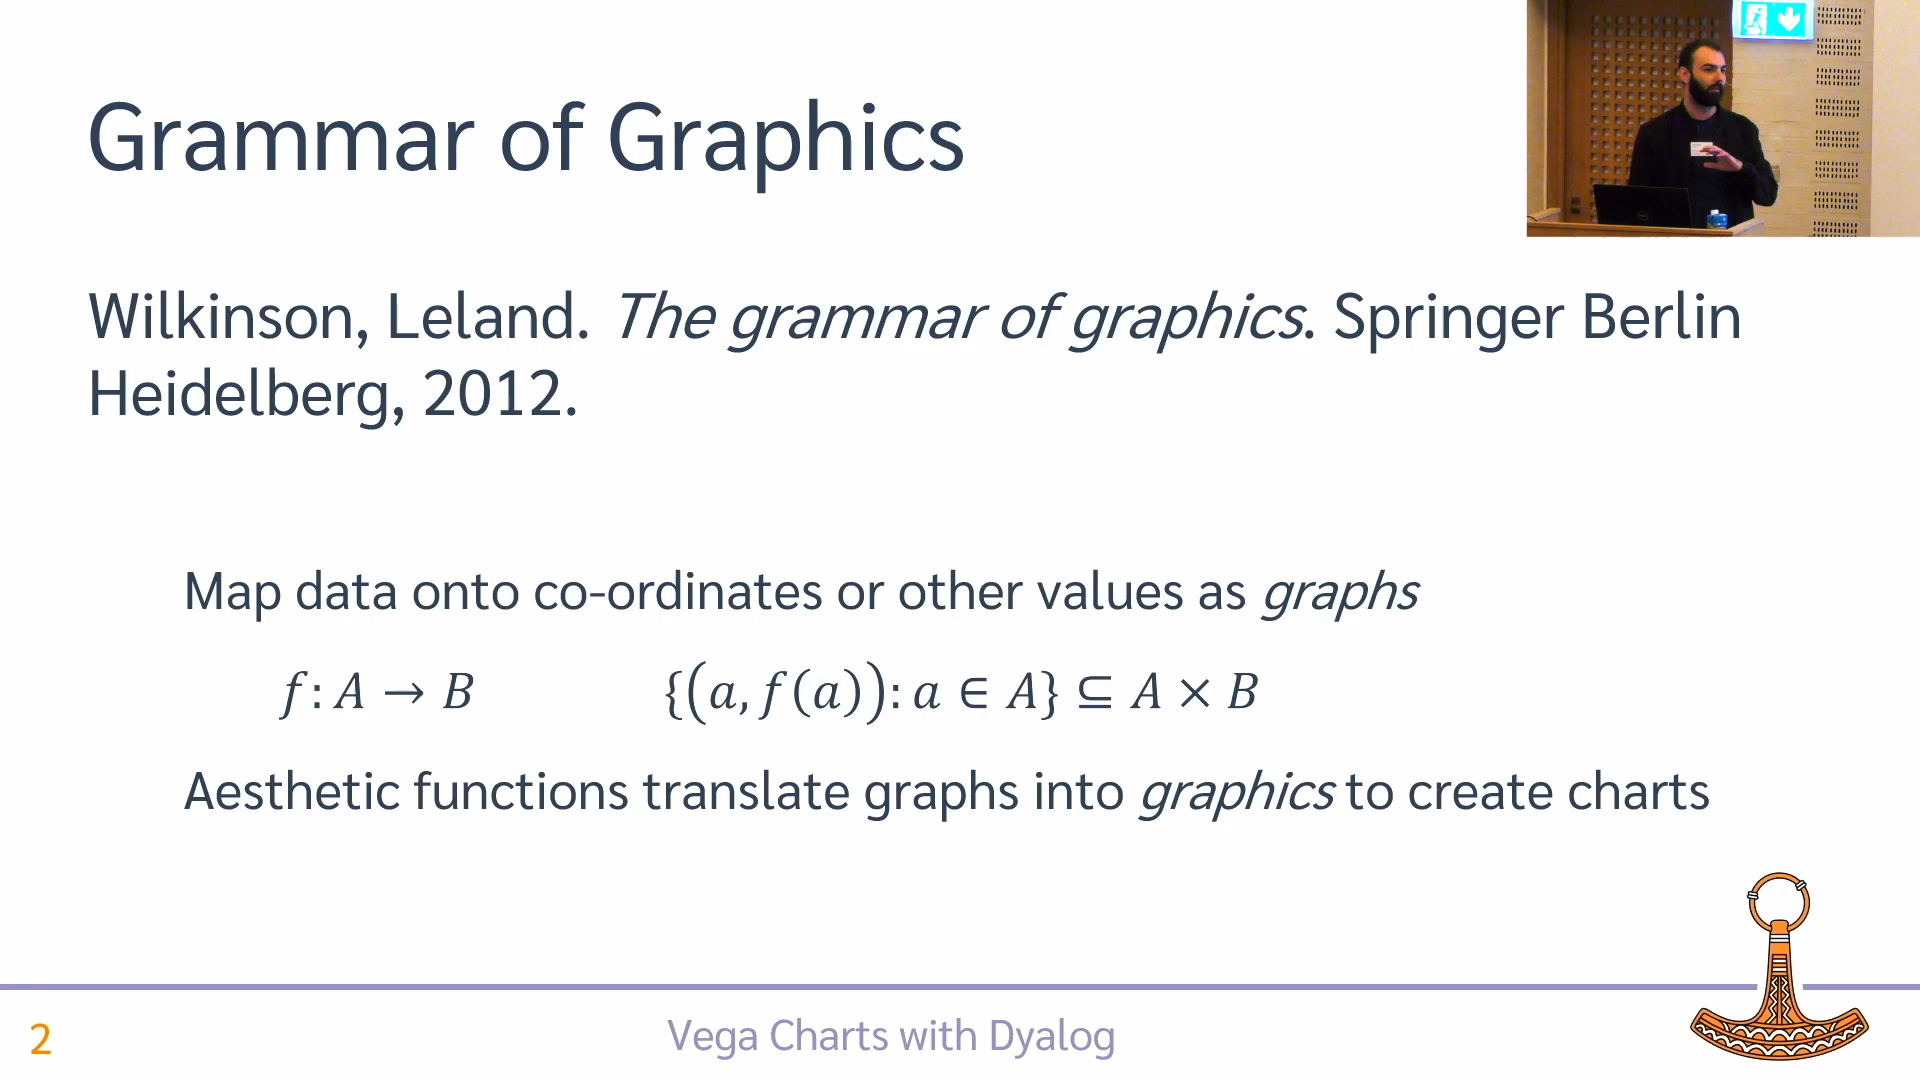 Grammar of Graphics
Wilkinson, Leland. The grammar of graphics. Springer Berlin
Heidelberg, 2012.
Map data onto co-ordinates or other values as graphs
f: A → B {(a, f(a)): a ∈ A} ⊆ A × B
Aesthetic functions translate graphs into graphics to create charts
2
Vega Charts with Dyalog